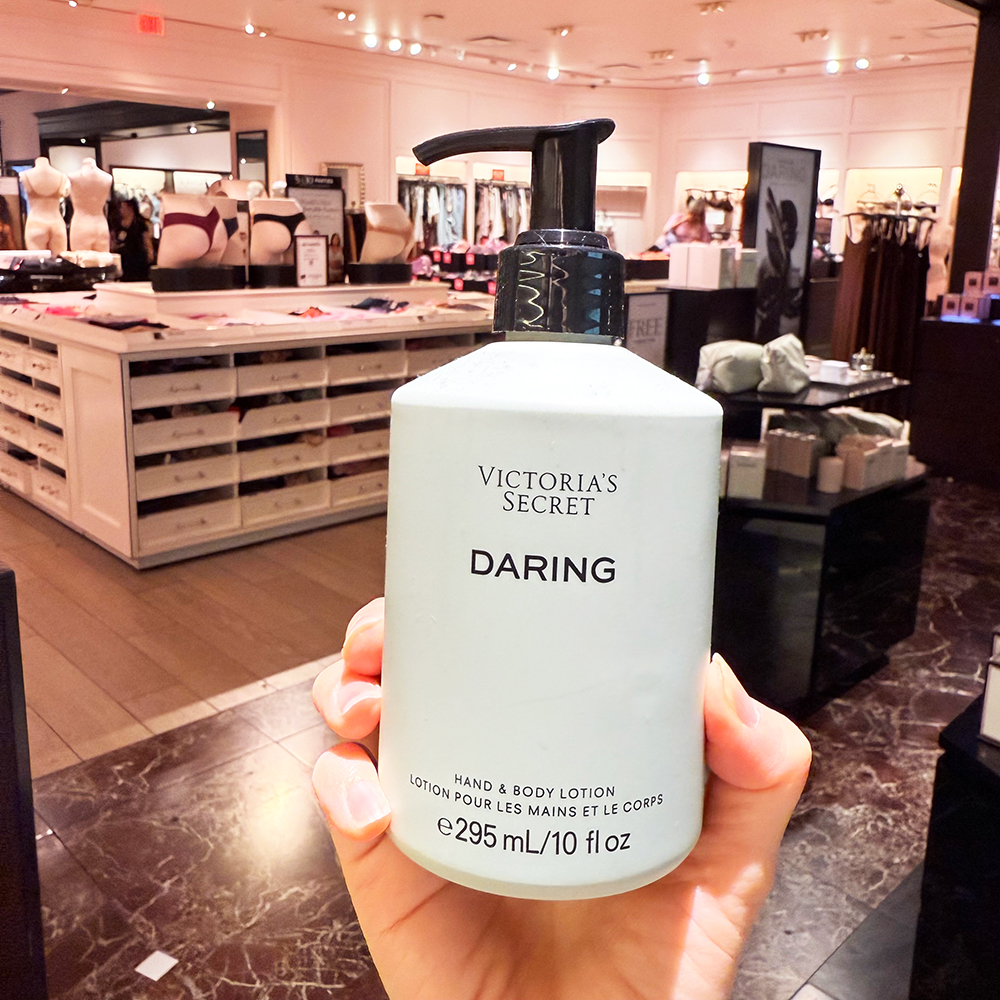 VICTORIA'S
SECRET
DARING
HAND & BODY LOTION
LOTION POUR LES MAINS ET LE CORPS
℮295 mL/10 fl oz
FREE